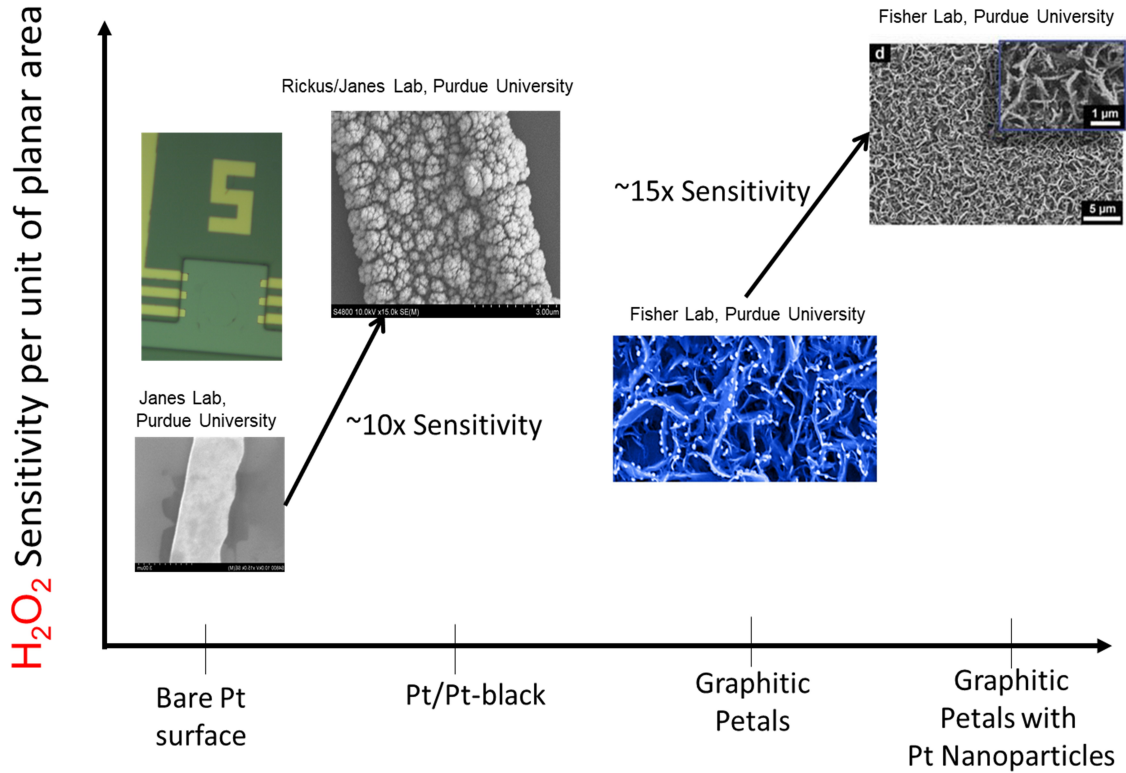 H2O2 Sensitivity per unit of planar area
Fisher Lab, Purdue University
d
1 µm
5 µm
Rickus/Janes Lab, Purdue University
5
S4800 10.0kV x15.0k SE(M)
3.00um
~15x Sensitivity
Fisher Lab, Purdue University
Janes Lab,
Purdue University
~10x Sensitivity
Bare Pt
surface
Pt/Pt-black
Graphitic
Petals
Graphitic
Petals with
Pt Nanoparticles